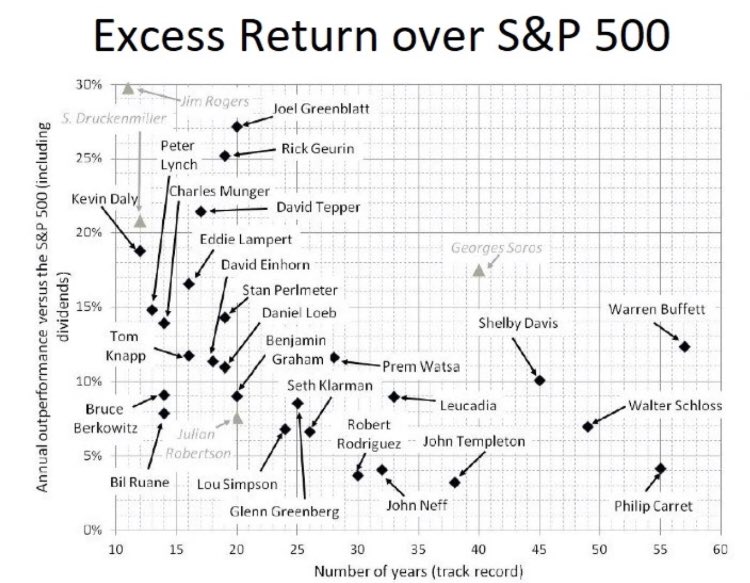 Excess Return over S&P 500
Annual outperformance versus the S&P 500 (including
dividends)
30%
25%
20%
15%
10%
5%
0%
Jim Rogers
S. Druckenmiller
Joel Greenblatt
Peter
Lynch
Rick Geurin
Kevin Daly
Charles Munger
David Tepper
Eddie Lampert
Georges Soros
David Einhorn
Stan Perlmeter
Daniel Loeb
Warren Buffett
Shelby Davis
Tom
Knapp
Benjamin
Graham
Prem Watsa
Seth Klarman
Leucadia
Walter Schloss
Bruce
Berkowitz
Julian
Robertson
Robert
Rodriguez
John Templeton
Bil Ruane
Lou Simpson
Glenn Greenberg
John Neff
Philip Carret
10 15 20 25 30 35 40 45 50 55 60
Number of years (track record)